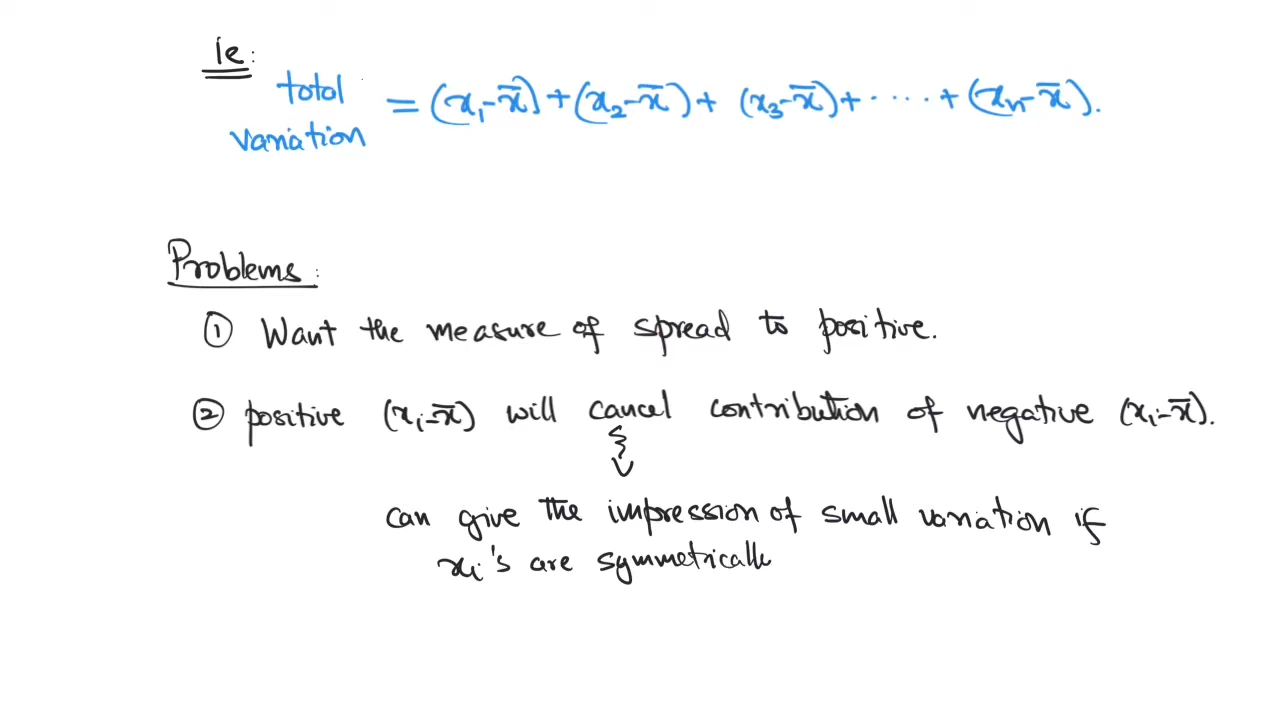 Ie:
total variation = (x₁-x̄)+(x₂-x̄)+ (x₃-x̄)+ ····· + (xₙ-x̄).
Problems:
① Want the measure of spread to positive.
② positive (xᵢ-x̄) will cancel contribution of negative (xᵢ-x̄).
can give the impression of small variation if
xᵢ's are symmetrically